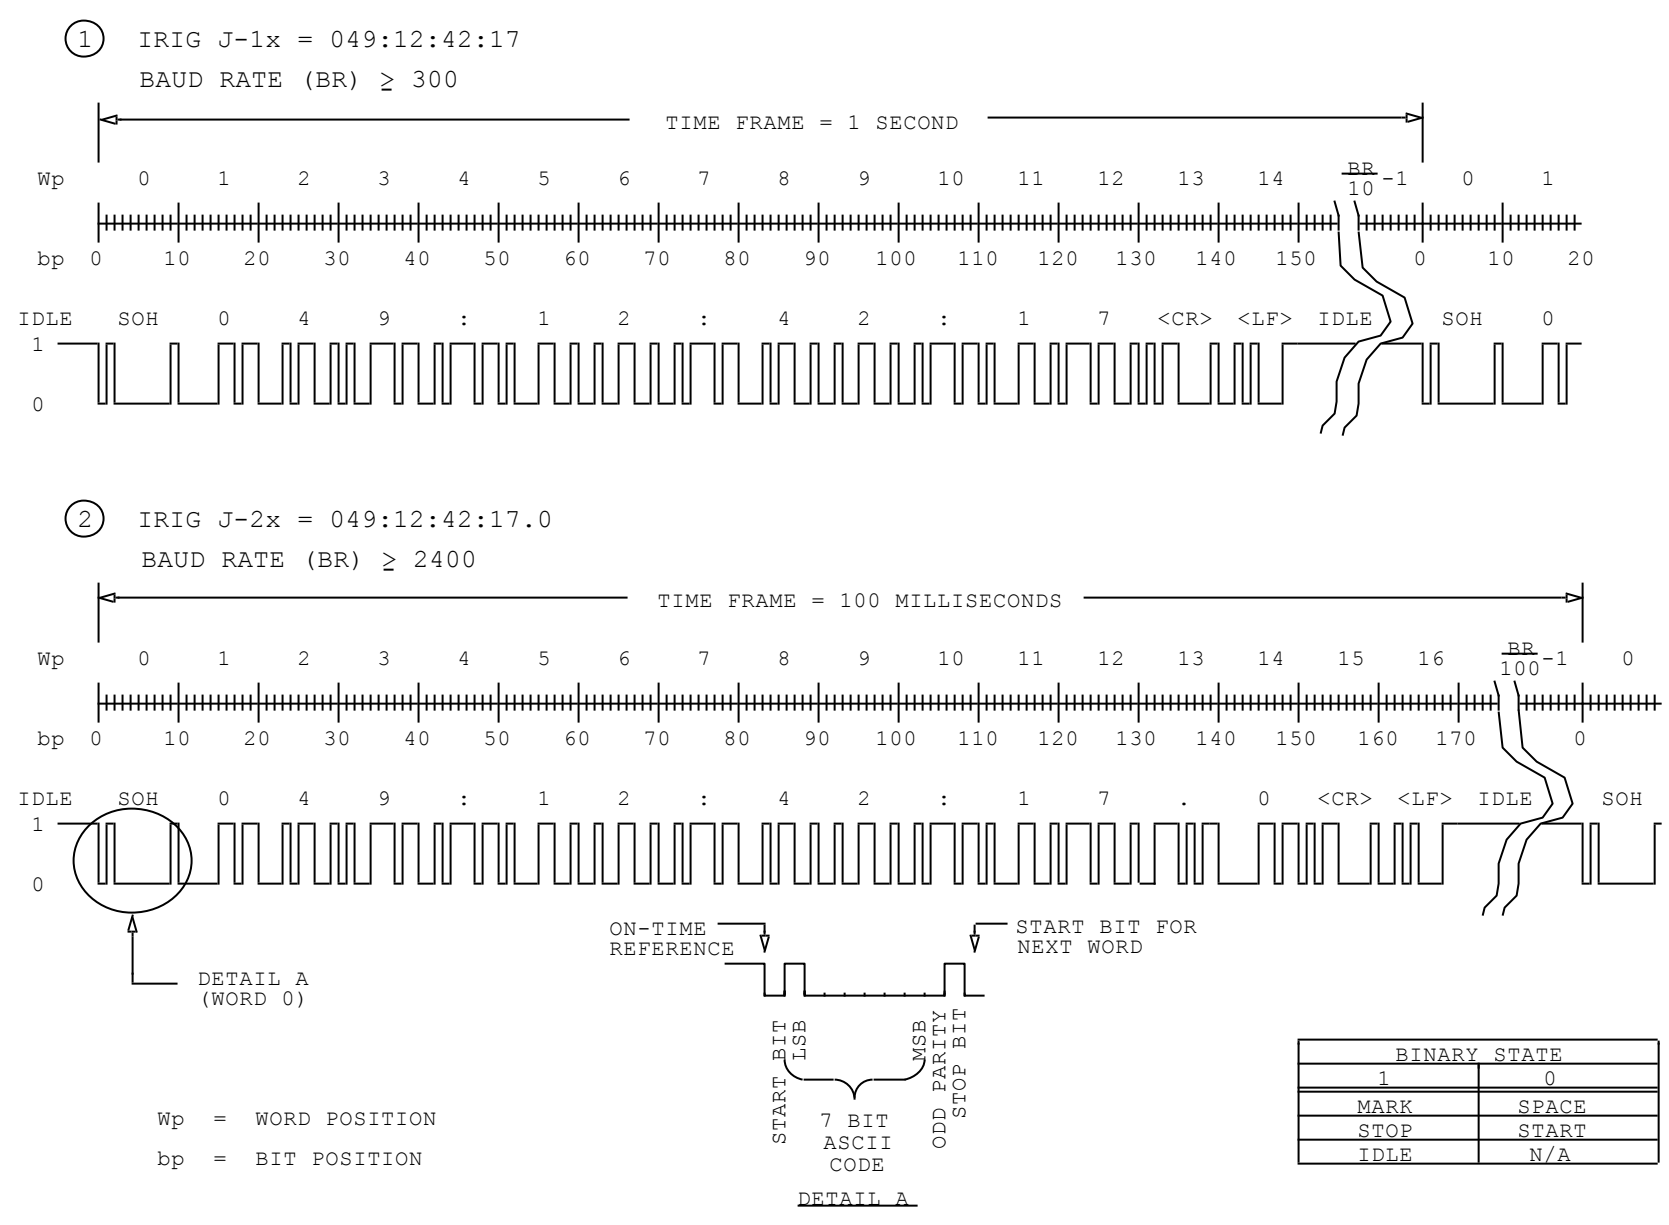 1 IRIG J-1x = 049:12:42:17
BAUD RATE (BR) ≥ 300
TIME FRAME = 1 SECOND
Wp 0 1 2 3 4 5 6 7 8 9 10 11 12 13 14 BR/10 -1 0 1
bp 0 10 20 30 40 50 60 70 80 90 100 110 120 130 140 150 0 10 20
IDLE SOH 0 4 9 : 1 2 : 4 2 : 1 7 <CR> <LF> IDLE SOH 0
1
0
2 IRIG J-2x = 049:12:42:17.0
BAUD RATE (BR) ≥ 2400
TIME FRAME = 100 MILLISECONDS
Wp 0 1 2 3 4 5 6 7 8 9 10 11 12 13 14 15 16 BR/100 -1 0
bp 0 10 20 30 40 50 60 70 80 90 100 110 120 130 150 160 170 0
IDLE SOH 0 4 9 : 1 2 : 4 2 : 1 7 . 0 <CR> <LF> IDLE SOH
1
0
DETAIL A
(WORD 0)
ON-TIME
REFERENCE
START BIT FOR
NEXT WORD
START BIT
LSB
MSB
ODD PARITY
STOP BIT
7 BIT
ASCII
CODE
DETAIL A
Wp = WORD POSITION
bp = BIT POSITION
BINARY STATE
1 0
MARK SPACE
STOP START
IDLE N/A